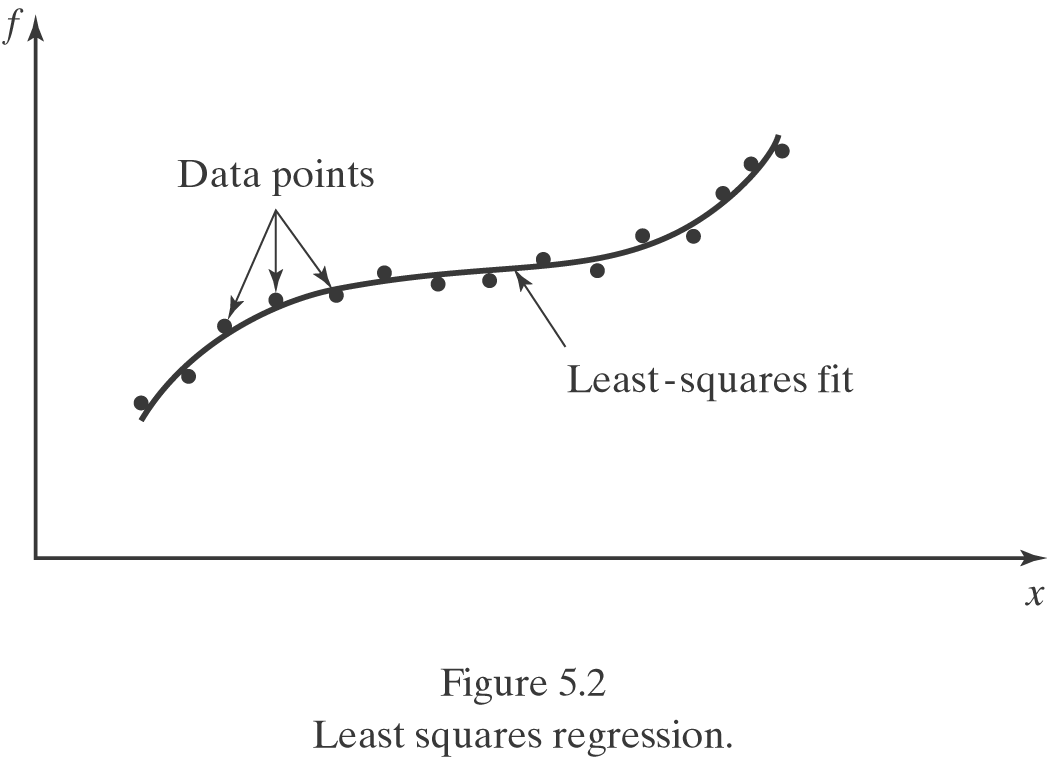 f
Data points
Least-squares fit
x
Figure 5.2
Least squares regression.